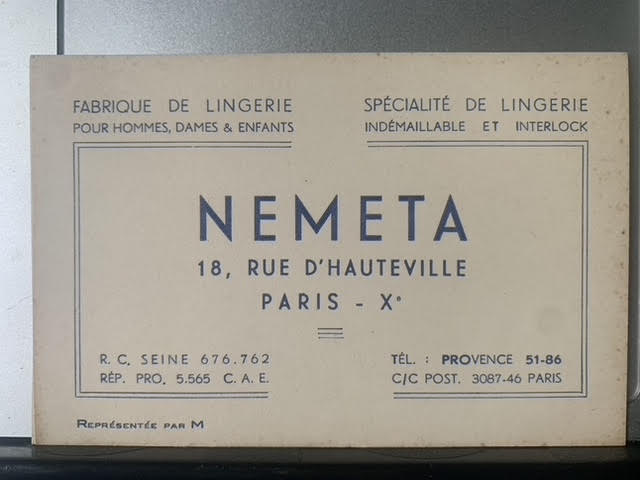 FABRIQUE DE LINGERIE
POUR HOMMES, DAMES & ENFANTS
SPÉCIALITÉ DE LINGERIE
INDÉMAILLABLE ET INTERLOCK
NEMETA
18, RUE D'HAUTEVILLE
PARIS - Xe
R. C. SEINE 676.762
RÉP. PRO. 5.565 C. A. E.
TÉL. : PROVENCE 51-86
C/C POST. 3087-46 PARIS
REPRÉSENTÉE PAR M